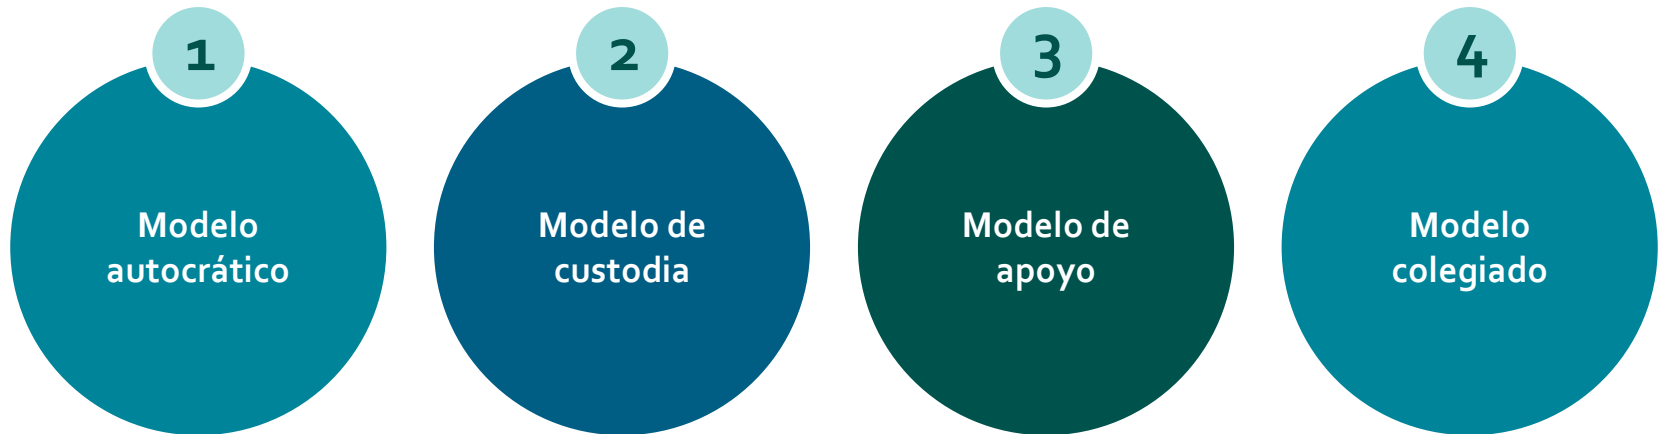 1
Modelo
autocrático
2
Modelo de
custodia
3
Modelo de
apoyo
4
Modelo
colegiado